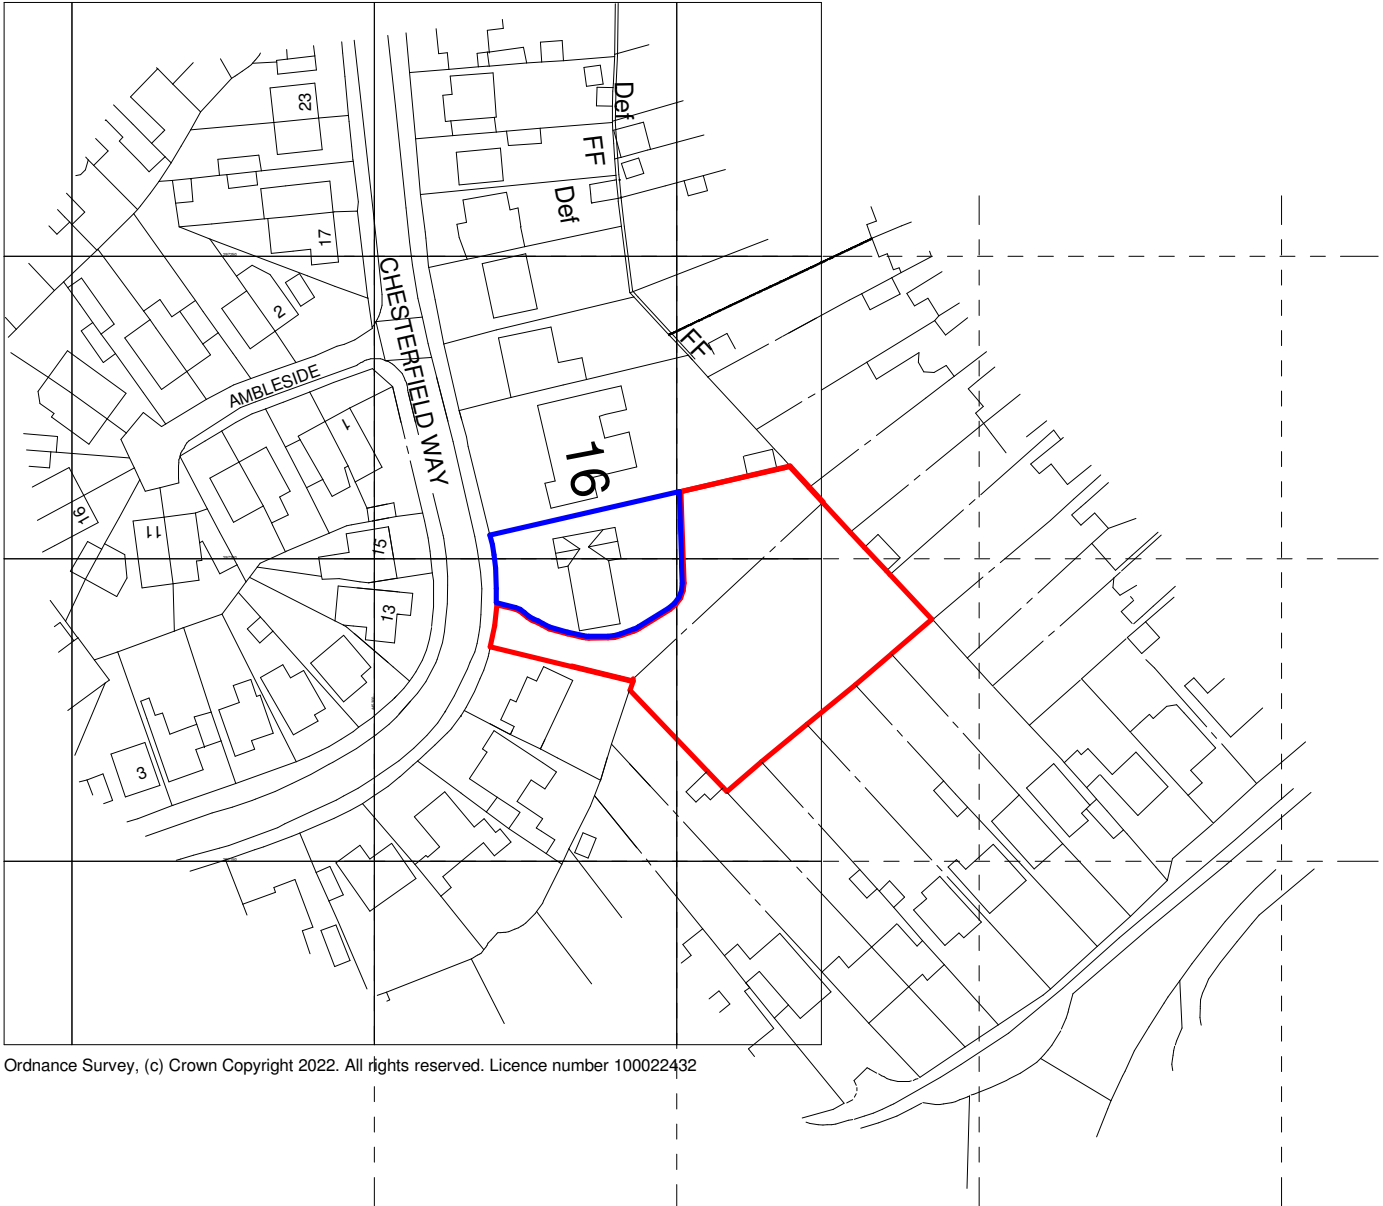 23
Def
FF
Def
17
CHESTERFIELD WAY
2
FF
AMBLESIDE
1
16
16
11
15
13
3
Ordnance Survey, (c) Crown Copyright 2022. All rights reserved. Licence number 100022432